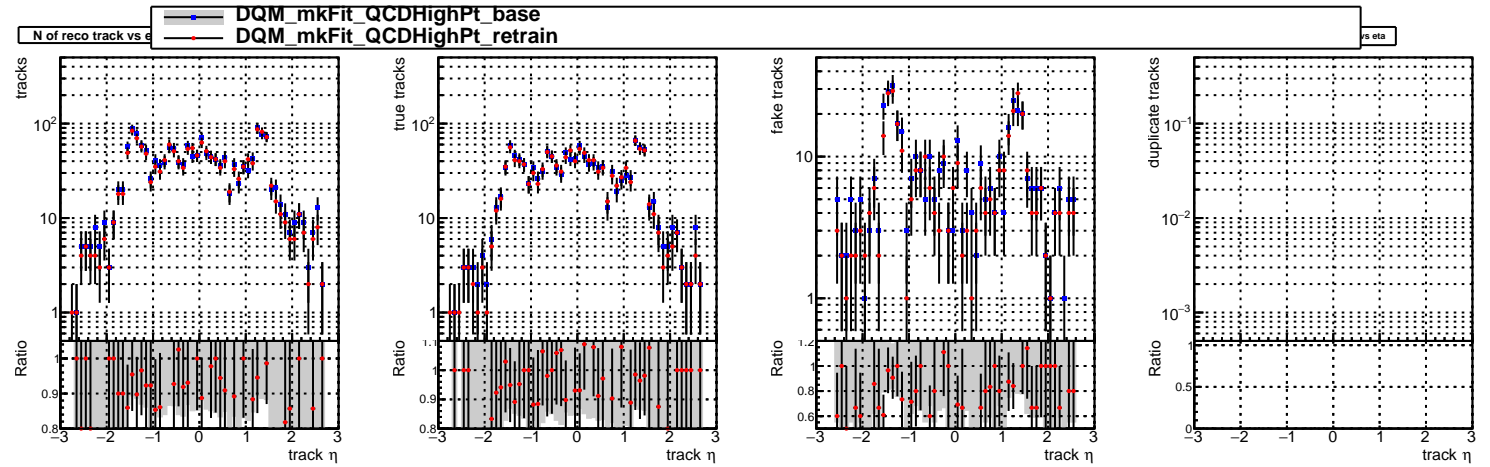 DQM_mkFit_QCDHighPt_base
DQM_mkFit_QCDHighPt_retrain
N of reco track vs e
vs eta
tracks
10²
10
1
Ratio
1
0.9
0.8
−3 −2 −1 0 1 2 3
track η
true tracks
10²
10
1
Ratio
1.1
1
0.9
0.8
−3 −2 −1 0 1 2 3
track η
fake tracks
10
1
Ratio
1.2
1
0.8
0.6
−3 −2 −1 0 1 2 3
track η
duplicate tracks
10⁻¹
10⁻²
10⁻³
Ratio
1
0.5
0
−3 −2 −1 0 1 2 3
track η